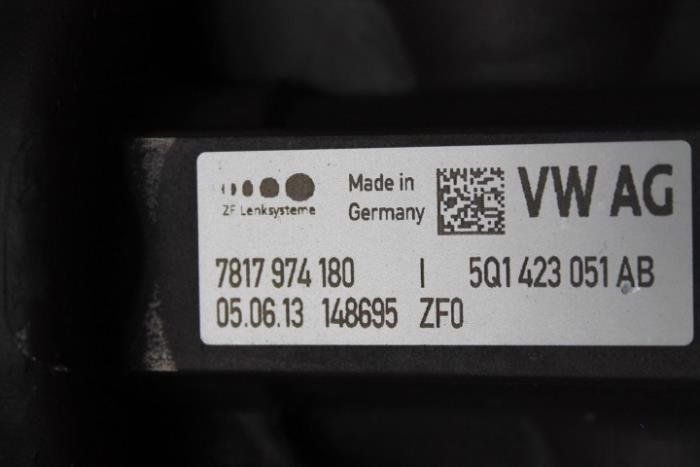 ZF Lenksysteme
Made in
Germany
VW AG
7817 974 180 I 5Q1 423 051 AB
05.06.13 148695 ZF0